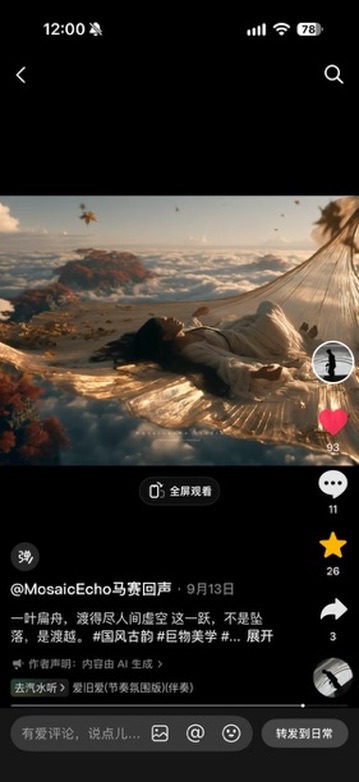 12:00
78
全屏观看
93
11
弹
@MosaicEcho马赛回声 · 9月13日
26
一叶扁舟，渡得尽人间虚空 这一跃，不是坠
落，是渡越。 #国风古韵 #巨物美学 #... 展开
3
作者声明：内容由 AI 生成 >
去汽水听 > 爱旧爱(节奏氛围版)(伴奏)
有爱评论，说点儿...
转发到日常